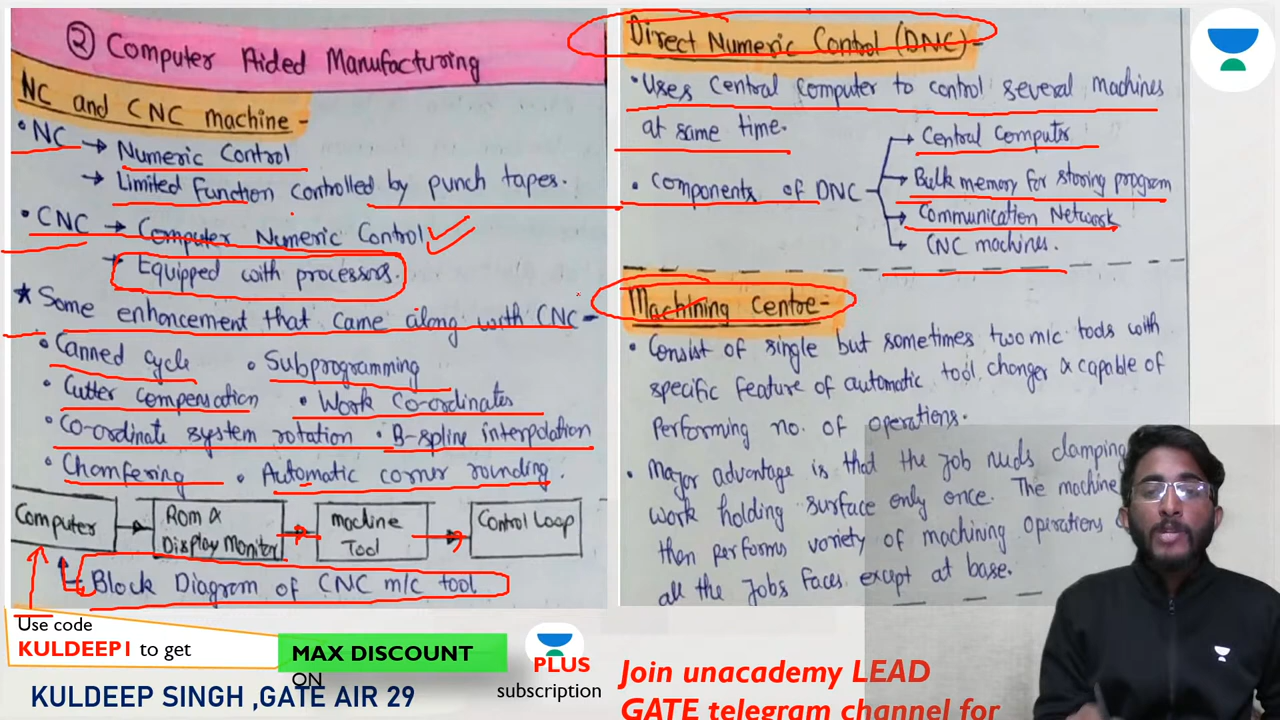 ② Computer Aided Manufacturing
NC and CNC machine -
• NC → Numeric Control
→ Limited Function controlled by punch tapes.
• CNC → Computer Numeric Control
→ Equipped with processors.
* Some enhancement that came along with CNC -
• Canned cycle • Subprogramming
• Cutter compensation • Work Co-ordinates
• Co-ordinate system rotation • B-spline interpolation
• Chamfering • Automatic corner rounding.
Computer → Rom & Display Monitor → Machine Tool → Control Loop
Block Diagram of CNC m/c tool
Direct Numeric Control (DNC) -
• Uses Central Computer to control several machines
at same time.
• Components of DNC
→ Central Computer
→ Bulk memory for storing program
→ Communication Network
→ CNC machines.
Machining Centre -
• Consist of single but sometimes two m/c tools with
specific feature of automatic tool changer & capable of
Performing no. of operations.
• Major advantage is that the job needs clamping
work holding surface only once. The machine
then performs variety of machining operations
all the Jobs faces except at base.
Use code
KULDEEP1 to get
MAX DISCOUNT
ON
PLUS
subscription
KULDEEP SINGH ,GATE AIR 29
Join unacademy LEAD
GATE telegram channel for